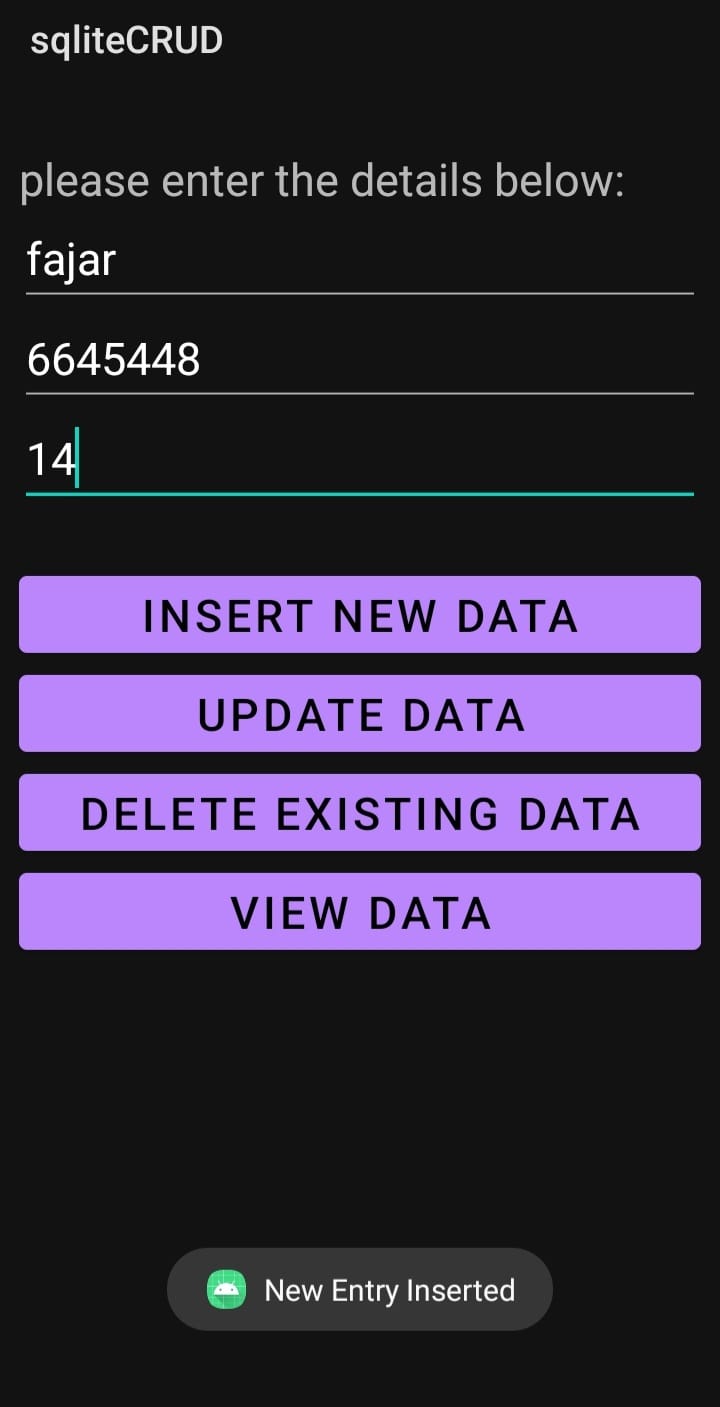 sqliteCRUD
please enter the details below:
fajar
6645448
14
INSERT NEW DATA
UPDATE DATA
DELETE EXISTING DATA
VIEW DATA
New Entry Inserted